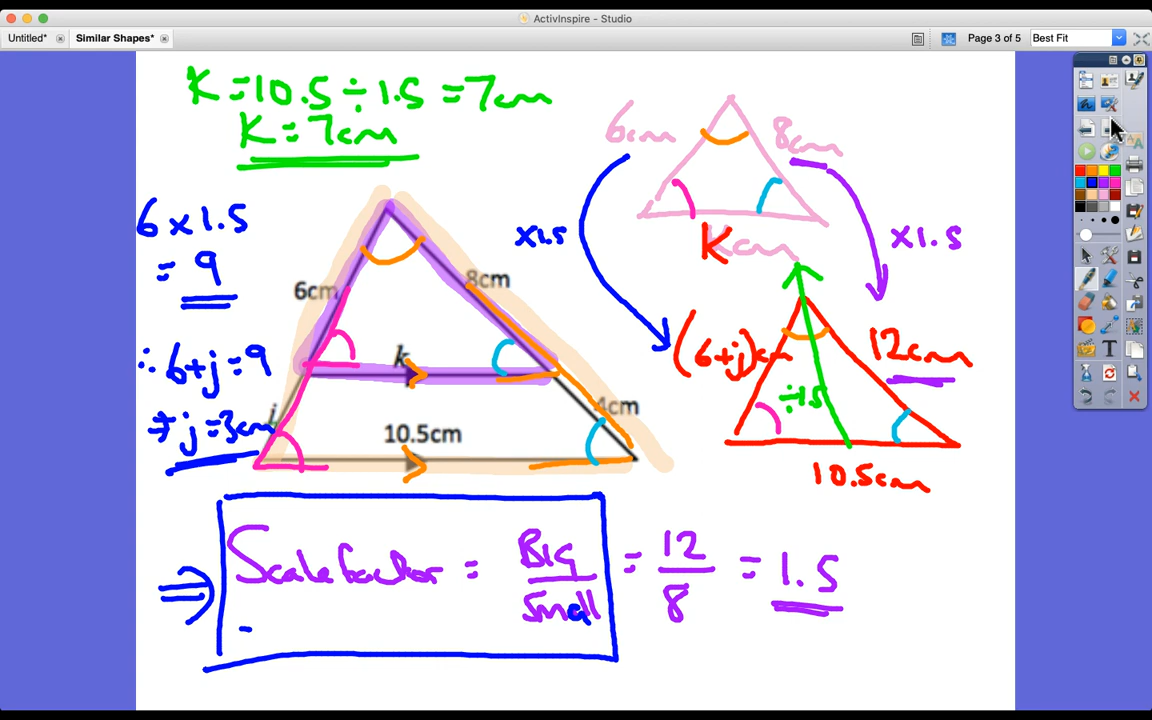 ActivInspire - Studio
Untitled*
Similar Shapes*
Page 3 of 5
Best Fit
K = 10.5 ÷ 1.5 = 7cm
K = 7cm
6cm
8cm
K
kcm
×1.5
×1.5
6 × 1.5
= 9
∴ 6+j = 9
→ j = 3cm
6cm
8cm
k
j
4cm
10.5cm
(6+j)cm
12cm
÷1.5
10.5cm
⇒ Scale factor = Big / Small = 12 / 8 = 1.5